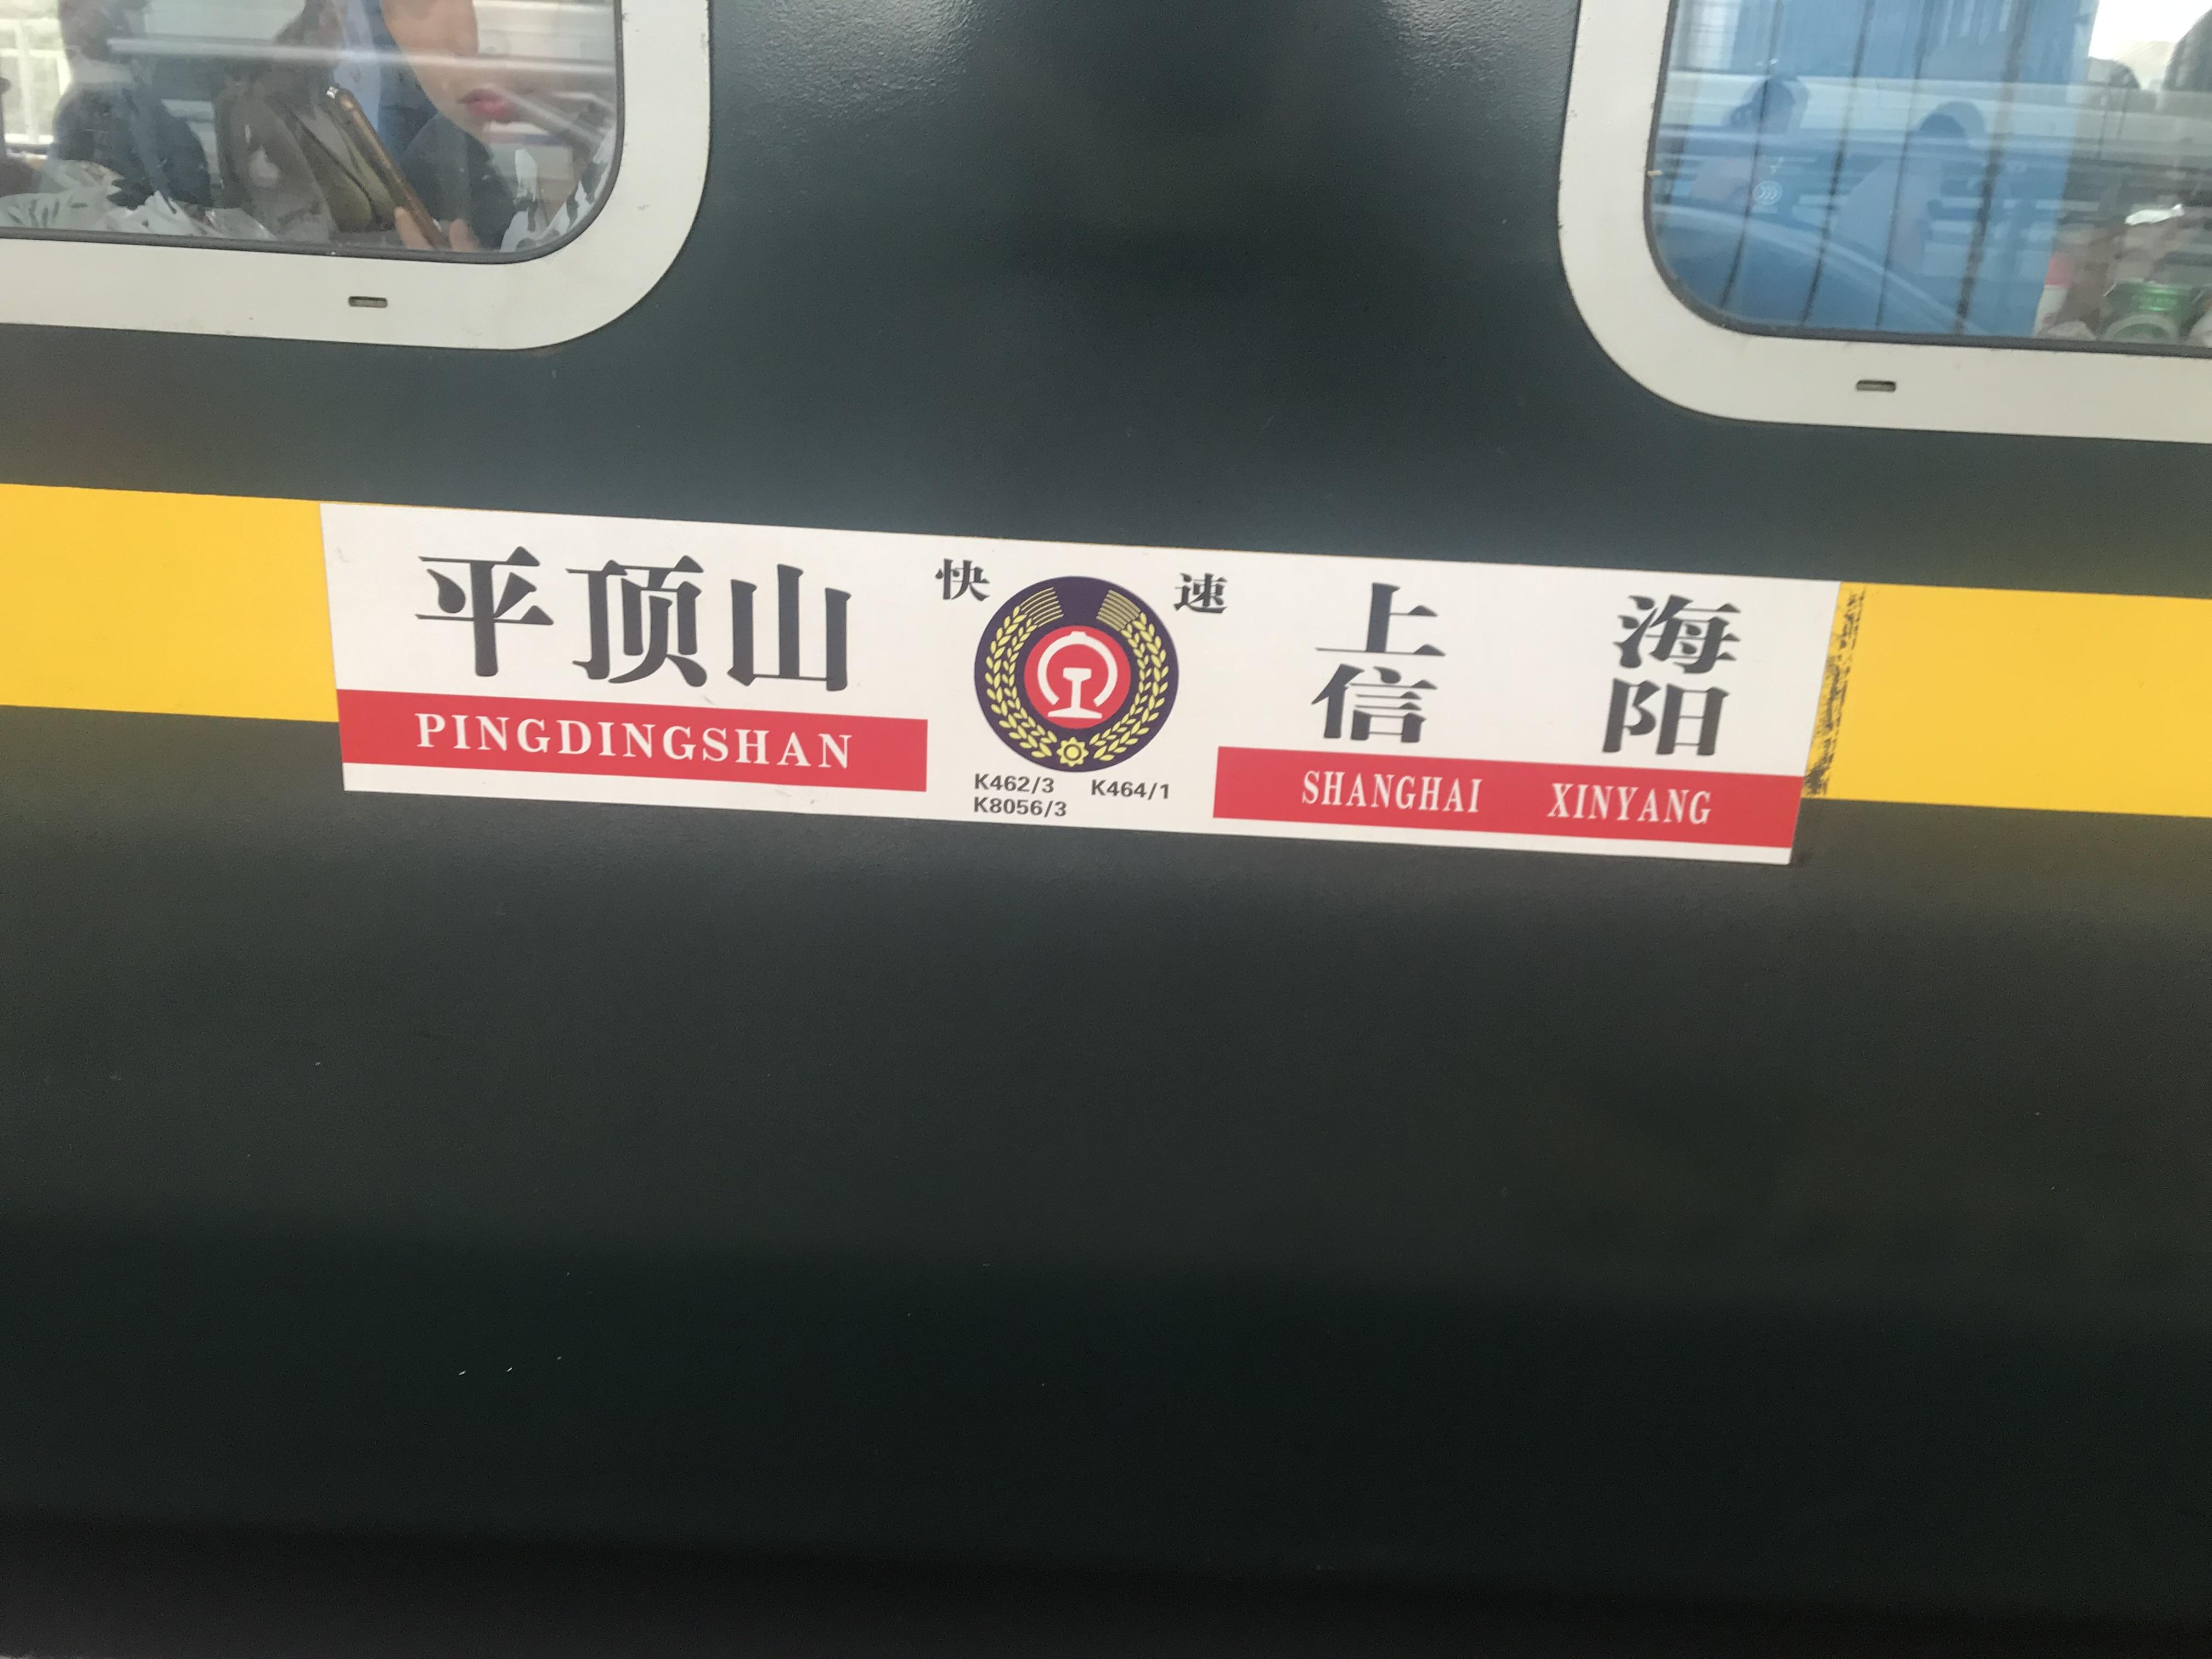 平顶山
PINGDINGSHAN
快 速
K462/3 K464/1
K8056/3
上 海
信 阳
SHANGHAI XINYANG